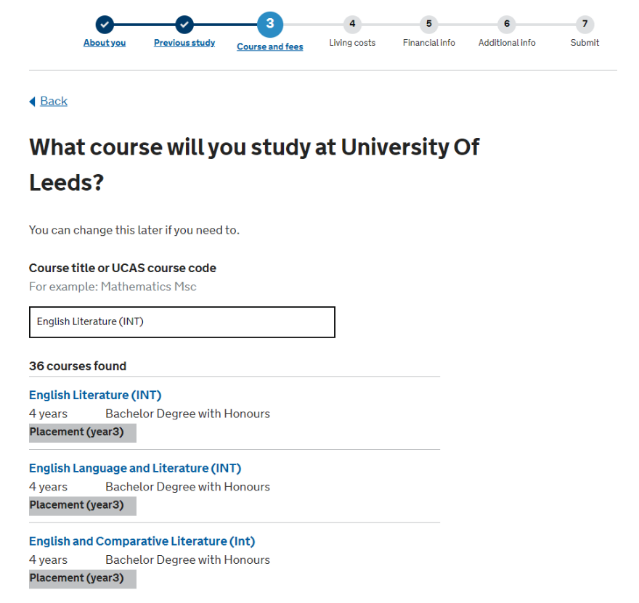 3 4 5 6 7
About you Previous study Course and fees Living costs Financial info Additional info Submit
Back
What course will you study at University Of
Leeds?
You can change this later if you need to.
Course title or UCAS course code
For example: Mathematics Msc
English Literature (INT)
36 courses found
English Literature (INT)
4 years Bachelor Degree with Honours
Placement (year3)
English Language and Literature (INT)
4 years Bachelor Degree with Honours
Placement (year3)
English and Comparative Literature (Int)
4 years Bachelor Degree with Honours
Placement (year3)